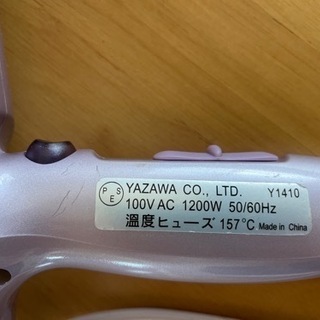 PSE YAZAWA CO., LTD. Y1410
100V AC 1200W 50/60Hz
溫度ヒューズ 157℃ Made in China